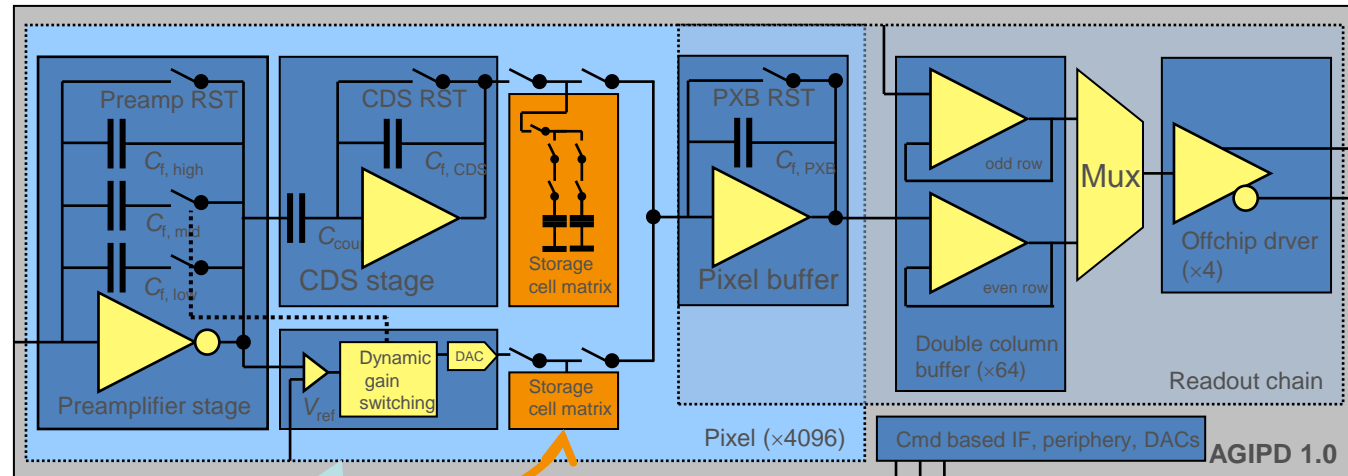 Preamp RST
C f, high
C f, mid
C f, low
Preamplifier stage
CDS RST
C f, CDS
C cou
CDS stage
Storage
cell matrix
V ref
Dynamic
gain
switching
DAC
Storage
cell matrix
PXB RST
C f, PXB
Pixel buffer
Pixel (×4096)
odd row
even row
Double column
buffer (×64)
Mux
Offchip drver
(×4)
Readout chain
Cmd based IF, periphery, DACs
AGIPD 1.0